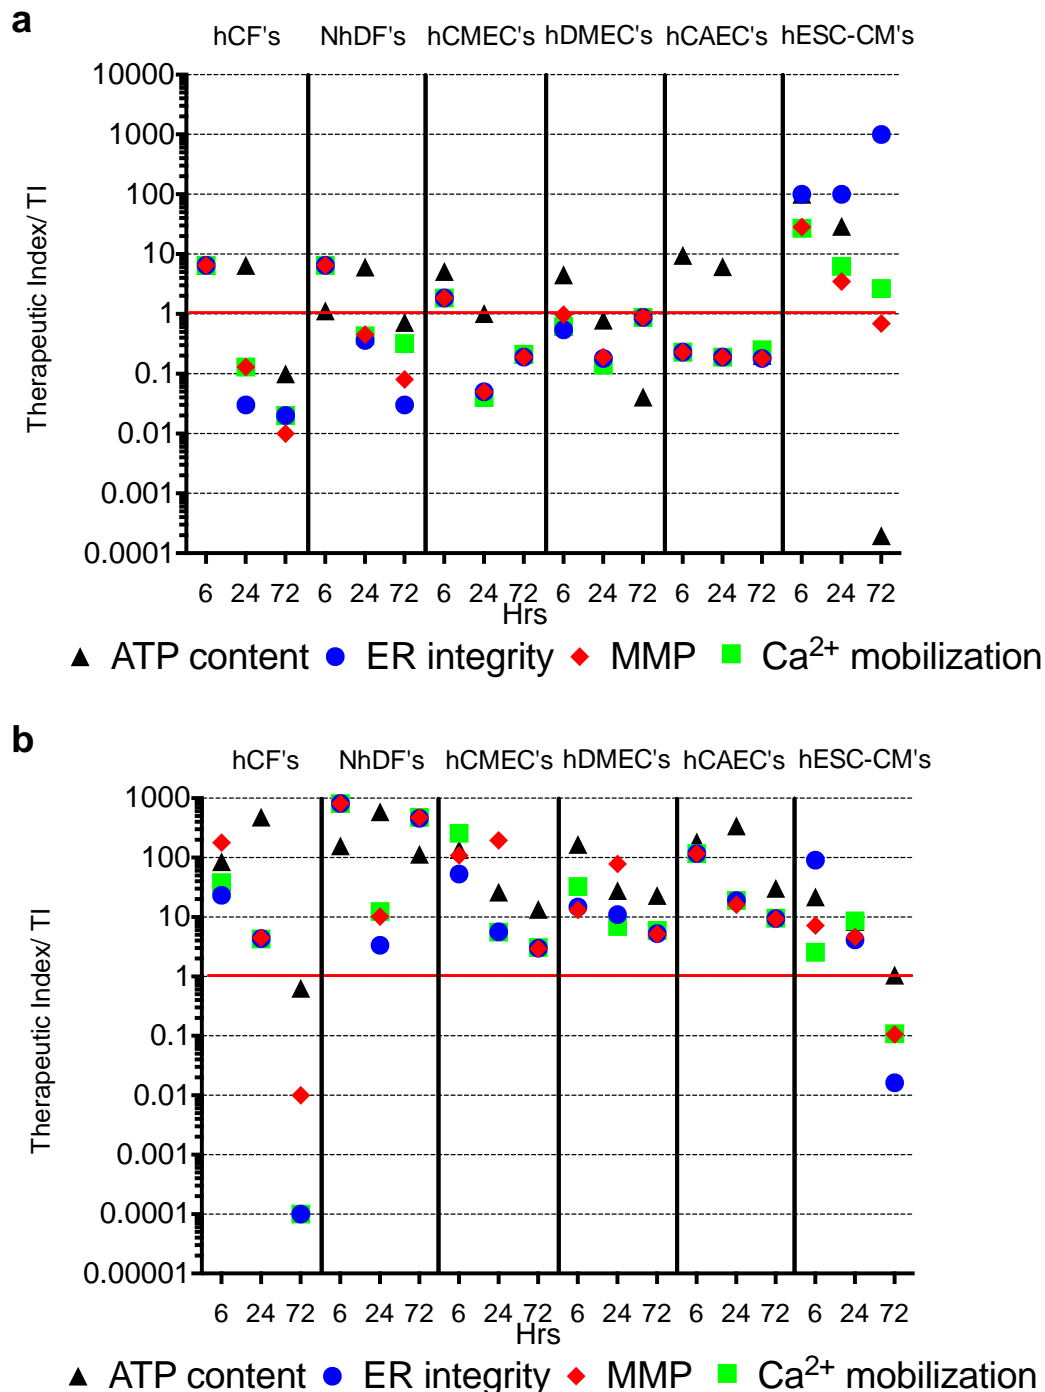 a
hCF's NhDF's hCMEC's hDMEC's hCAEC's hESC-CM's
10000
1000
100
10
1
0.1
0.01
0.001
0.0001
Therapeutic Index/ TI
6 24 72 6 24 72 6 24 72 6 24 72 6 24 72 6 24 72
Hrs
ATP content ER integrity MMP Ca²⁺ mobilization
b
hCF's NhDF's hCMEC's hDMEC's hCAEC's hESC-CM's
1000
100
10
1
0.1
0.01
0.001
0.0001
0.00001
Therapeutic Index/ TI
6 24 72 6 24 72 6 24 72 6 24 72 6 24 72 6 24 72
Hrs
ATP content ER integrity MMP Ca²⁺ mobilization